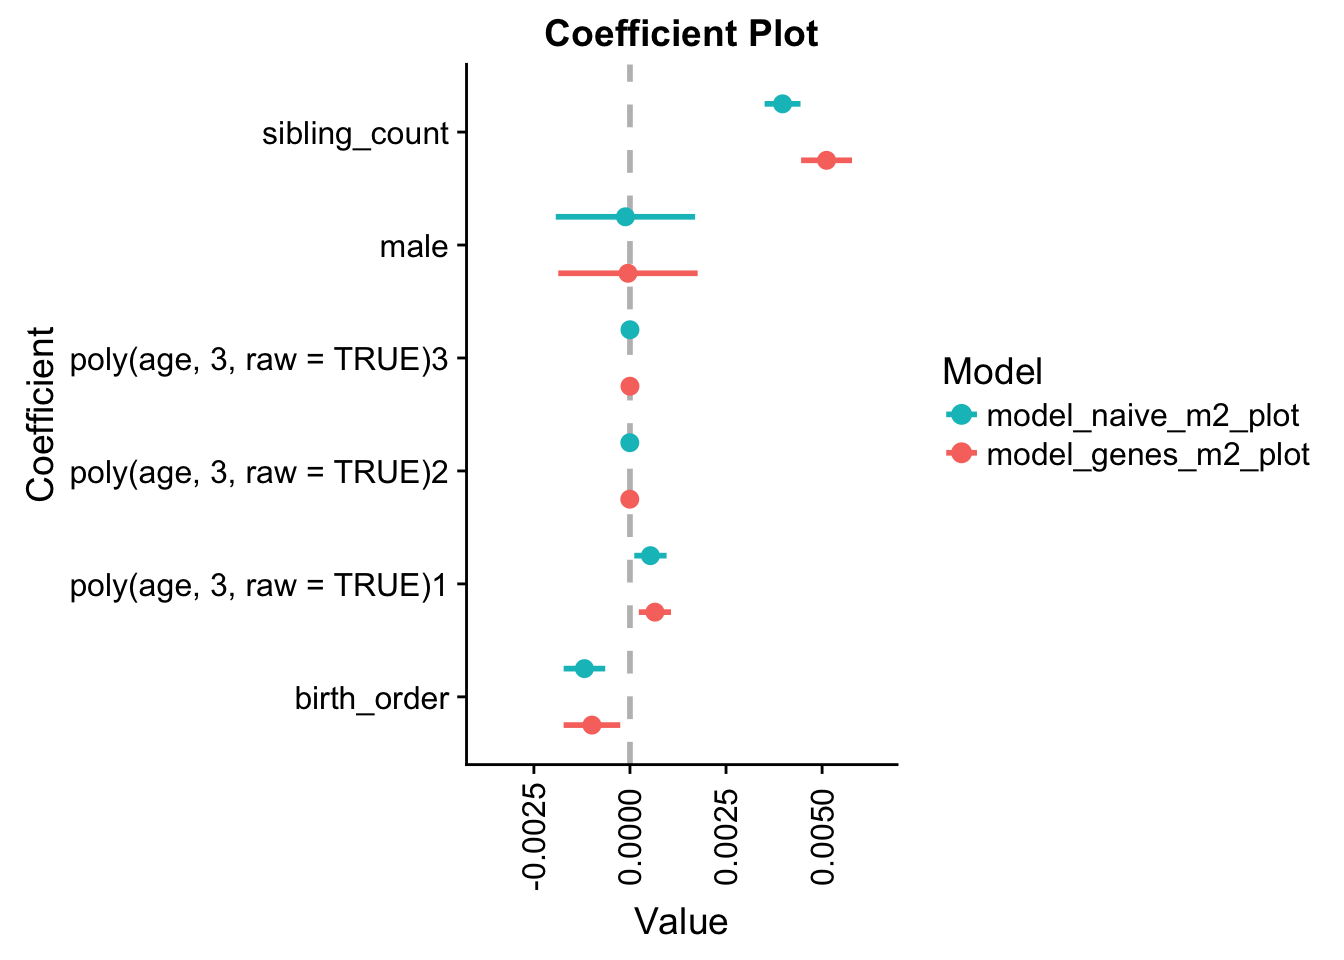 Coefficient Plot
Coefficient
sibling_count
male
poly(age, 3, raw = TRUE)3
poly(age, 3, raw = TRUE)2
poly(age, 3, raw = TRUE)1
birth_order
-0.0025
0.0000
0.0025
0.0050
Value
Model
model_naive_m2_plot
model_genes_m2_plot